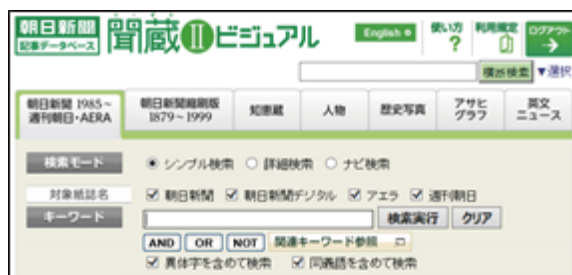 朝日新聞 記事データベース 聞蔵Ⅱビジュアル English 使い方 ? 利用規定 ログアウト
横断検索 ▼選択
朝日新聞 1985～ 週刊朝日・AERA
朝日新聞縮刷版 1879～1999
知恵蔵
人物
歴史写真
アサヒグラフ
英文ニュース
検索モード シンプル検索 詳細検索 ナビ検索
対象紙誌名 朝日新聞 朝日新聞デジタル アエラ 週刊朝日
キーワード 検索実行 クリア
AND OR NOT 関連キーワード参照
異体字を含めて検索 同義語を含めて検索